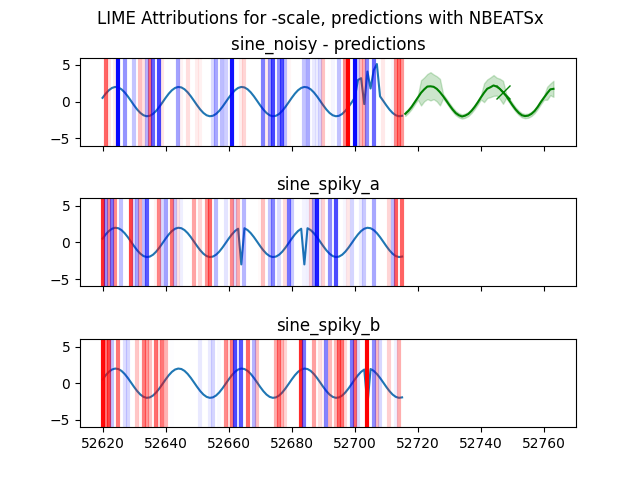 LIME Attributions for -scale, predictions with NBEATSx
sine_noisy - predictions
5
0
−5
sine_spiky_a
5
0
−5
sine_spiky_b
5
0
−5
52620 52640 52660 52680 52700 52720 52740 52760